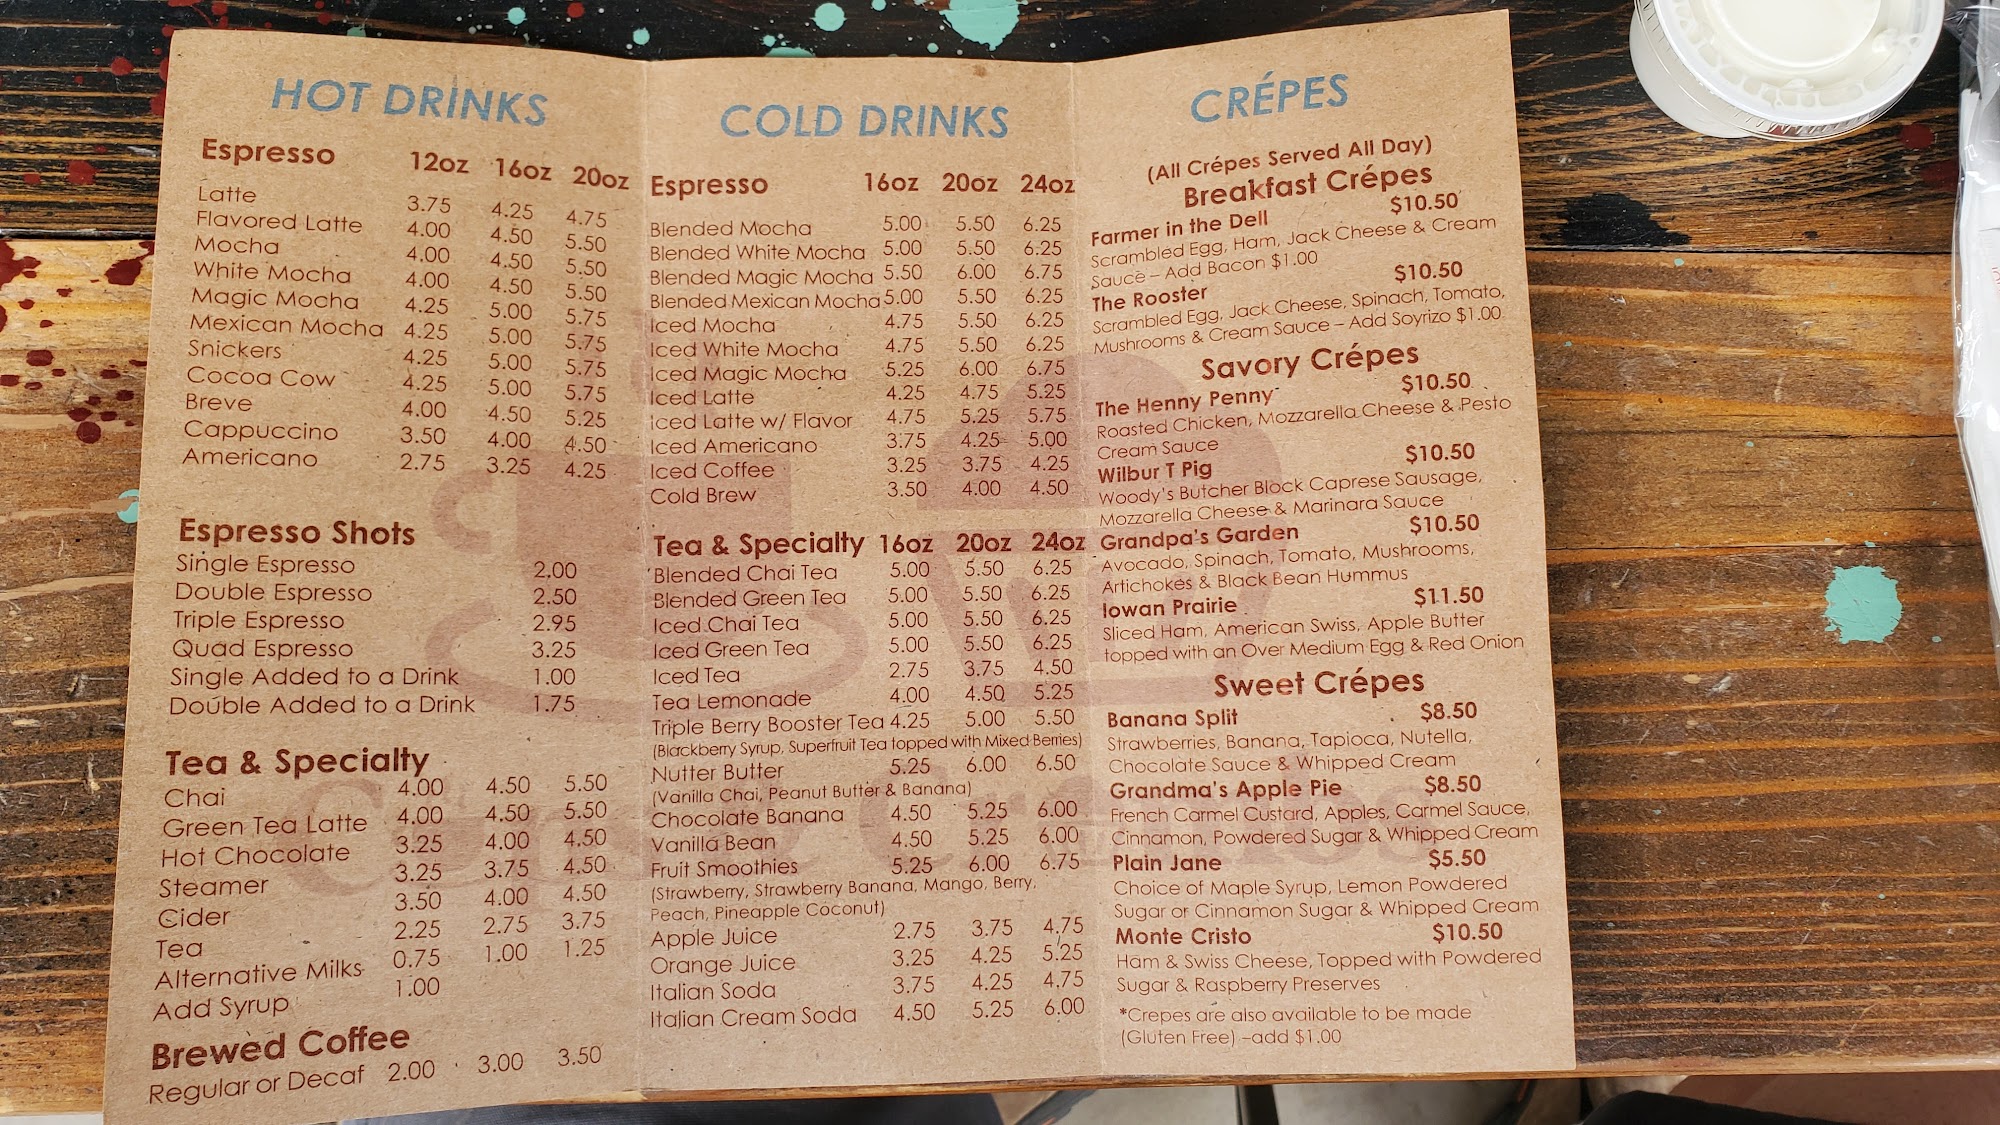 HOT DRINKS
Espresso 12oz 16oz 20oz
Latte 3.75 4.25 4.75
Flavored Latte 4.00 4.50 5.50
Mocha 4.00 4.50 5.50
White Mocha 4.00 4.50 5.50
Magic Mocha 4.25 5.00 5.75
Mexican Mocha 4.25 5.00 5.75
Snickers 4.25 5.00 5.75
Cocoa Cow 4.25 5.00 5.75
Breve 4.00 4.50 5.25
Cappuccino 3.50 4.00 4.50
Americano 2.75 3.25 4.25
Espresso Shots
Single Espresso 2.00
Double Espresso 2.50
Triple Espresso 2.95
Quad Espresso 3.25
Single Added to a Drink 1.00
Double Added to a Drink 1.75
Tea & Specialty
Chai 4.00 4.50 5.50
Green Tea Latte 4.00 4.50 5.50
Hot Chocolate 3.25 4.00 4.50
Steamer 3.25 3.75 4.50
Cider 3.50 4.00 4.50
Tea 2.25 2.75 3.75
Alternative Milks 0.75 1.00 1.25
Add Syrup 1.00
Brewed Coffee
Regular or Decaf 2.00 3.00 3.50
COLD DRINKS
Espresso 16oz 20oz 24oz
Blended Mocha 5.00 5.50 6.25
Blended White Mocha 5.00 5.50 6.25
Blended Magic Mocha 5.50 6.00 6.75
Blended Mexican Mocha 5.00 5.50 6.25
Iced Mocha 4.75 5.50 6.25
Iced White Mocha 4.75 5.50 6.25
Iced Magic Mocha 5.25 6.00 6.75
Iced Latte 4.25 4.75 5.25
Iced Latte w/ Flavor 4.75 5.25 5.75
Iced Americano 3.75 4.25 5.00
Iced Coffee 3.25 3.75 4.25
Cold Brew 3.50 4.00 4.50
Tea & Specialty 16oz 20oz 24oz
Blended Chai Tea 5.00 5.50 6.25
Blended Green Tea 5.00 5.50 6.25
Iced Chai Tea 5.00 5.50 6.25
Iced Green Tea 5.00 5.50 6.25
Iced Tea 2.75 3.75 4.50
Tea Lemonade 4.00 4.50 5.25
Triple Berry Booster Tea 4.25 5.00 5.50
(Blackberry Syrup, Superfruit Tea topped with Mixed Berries)
Nutter Butter 5.25 6.00 6.50
(Vanilla Chai, Peanut Butter & Banana)
Chocolate Banana 4.50 5.25 6.00
Vanilla Bean 4.50 5.25 6.00
Fruit Smoothies 5.25 6.00 6.75
(Strawberry, Strawberry Banana, Mango, Berry,
Peach, Pineapple Coconut)
Apple Juice 2.75 3.75 4.75
Orange Juice 3.25 4.25 5.25
Italian Soda 3.75 4.25 4.75
Italian Cream Soda 4.50 5.25 6.00
CRÉPES
(All Crépes Served All Day)
Breakfast Crépes
Farmer in the Dell $10.50
Scrambled Egg, Ham, Jack Cheese & Cream
Sauce – Add Bacon $1.00
The Rooster $10.50
Scrambled Egg, Jack Cheese, Spinach, Tomato,
Mushrooms & Cream Sauce – Add Soyrizo $1.00
Savory Crépes
The Henny Penny $10.50
Roasted Chicken, Mozzarella Cheese & Pesto
Cream Sauce
Wilbur T Pig $10.50
Woody's Butcher Block Caprese Sausage,
Mozzarella Cheese & Marinara Sauce
Grandpa's Garden $10.50
Avocado, Spinach, Tomato, Mushrooms,
Artichokes & Black Bean Hummus
Iowan Prairie $11.50
Sliced Ham, American Swiss, Apple Butter
topped with an Over Medium Egg & Red Onion
Sweet Crépes
Banana Split $8.50
Strawberries, Banana, Tapioca, Nutella,
Chocolate Sauce & Whipped Cream
Grandma's Apple Pie $8.50
French Carmel Custard, Apples, Carmel Sauce,
Cinnamon, Powdered Sugar & Whipped Cream
Plain Jane $5.50
Choice of Maple Syrup, Lemon Powdered
Sugar or Cinnamon Sugar & Whipped Cream
Monte Cristo $10.50
Ham & Swiss Cheese, Topped with Powdered
Sugar & Raspberry Preserves
*Crepes are also available to be made
(Gluten Free) –add $1.00